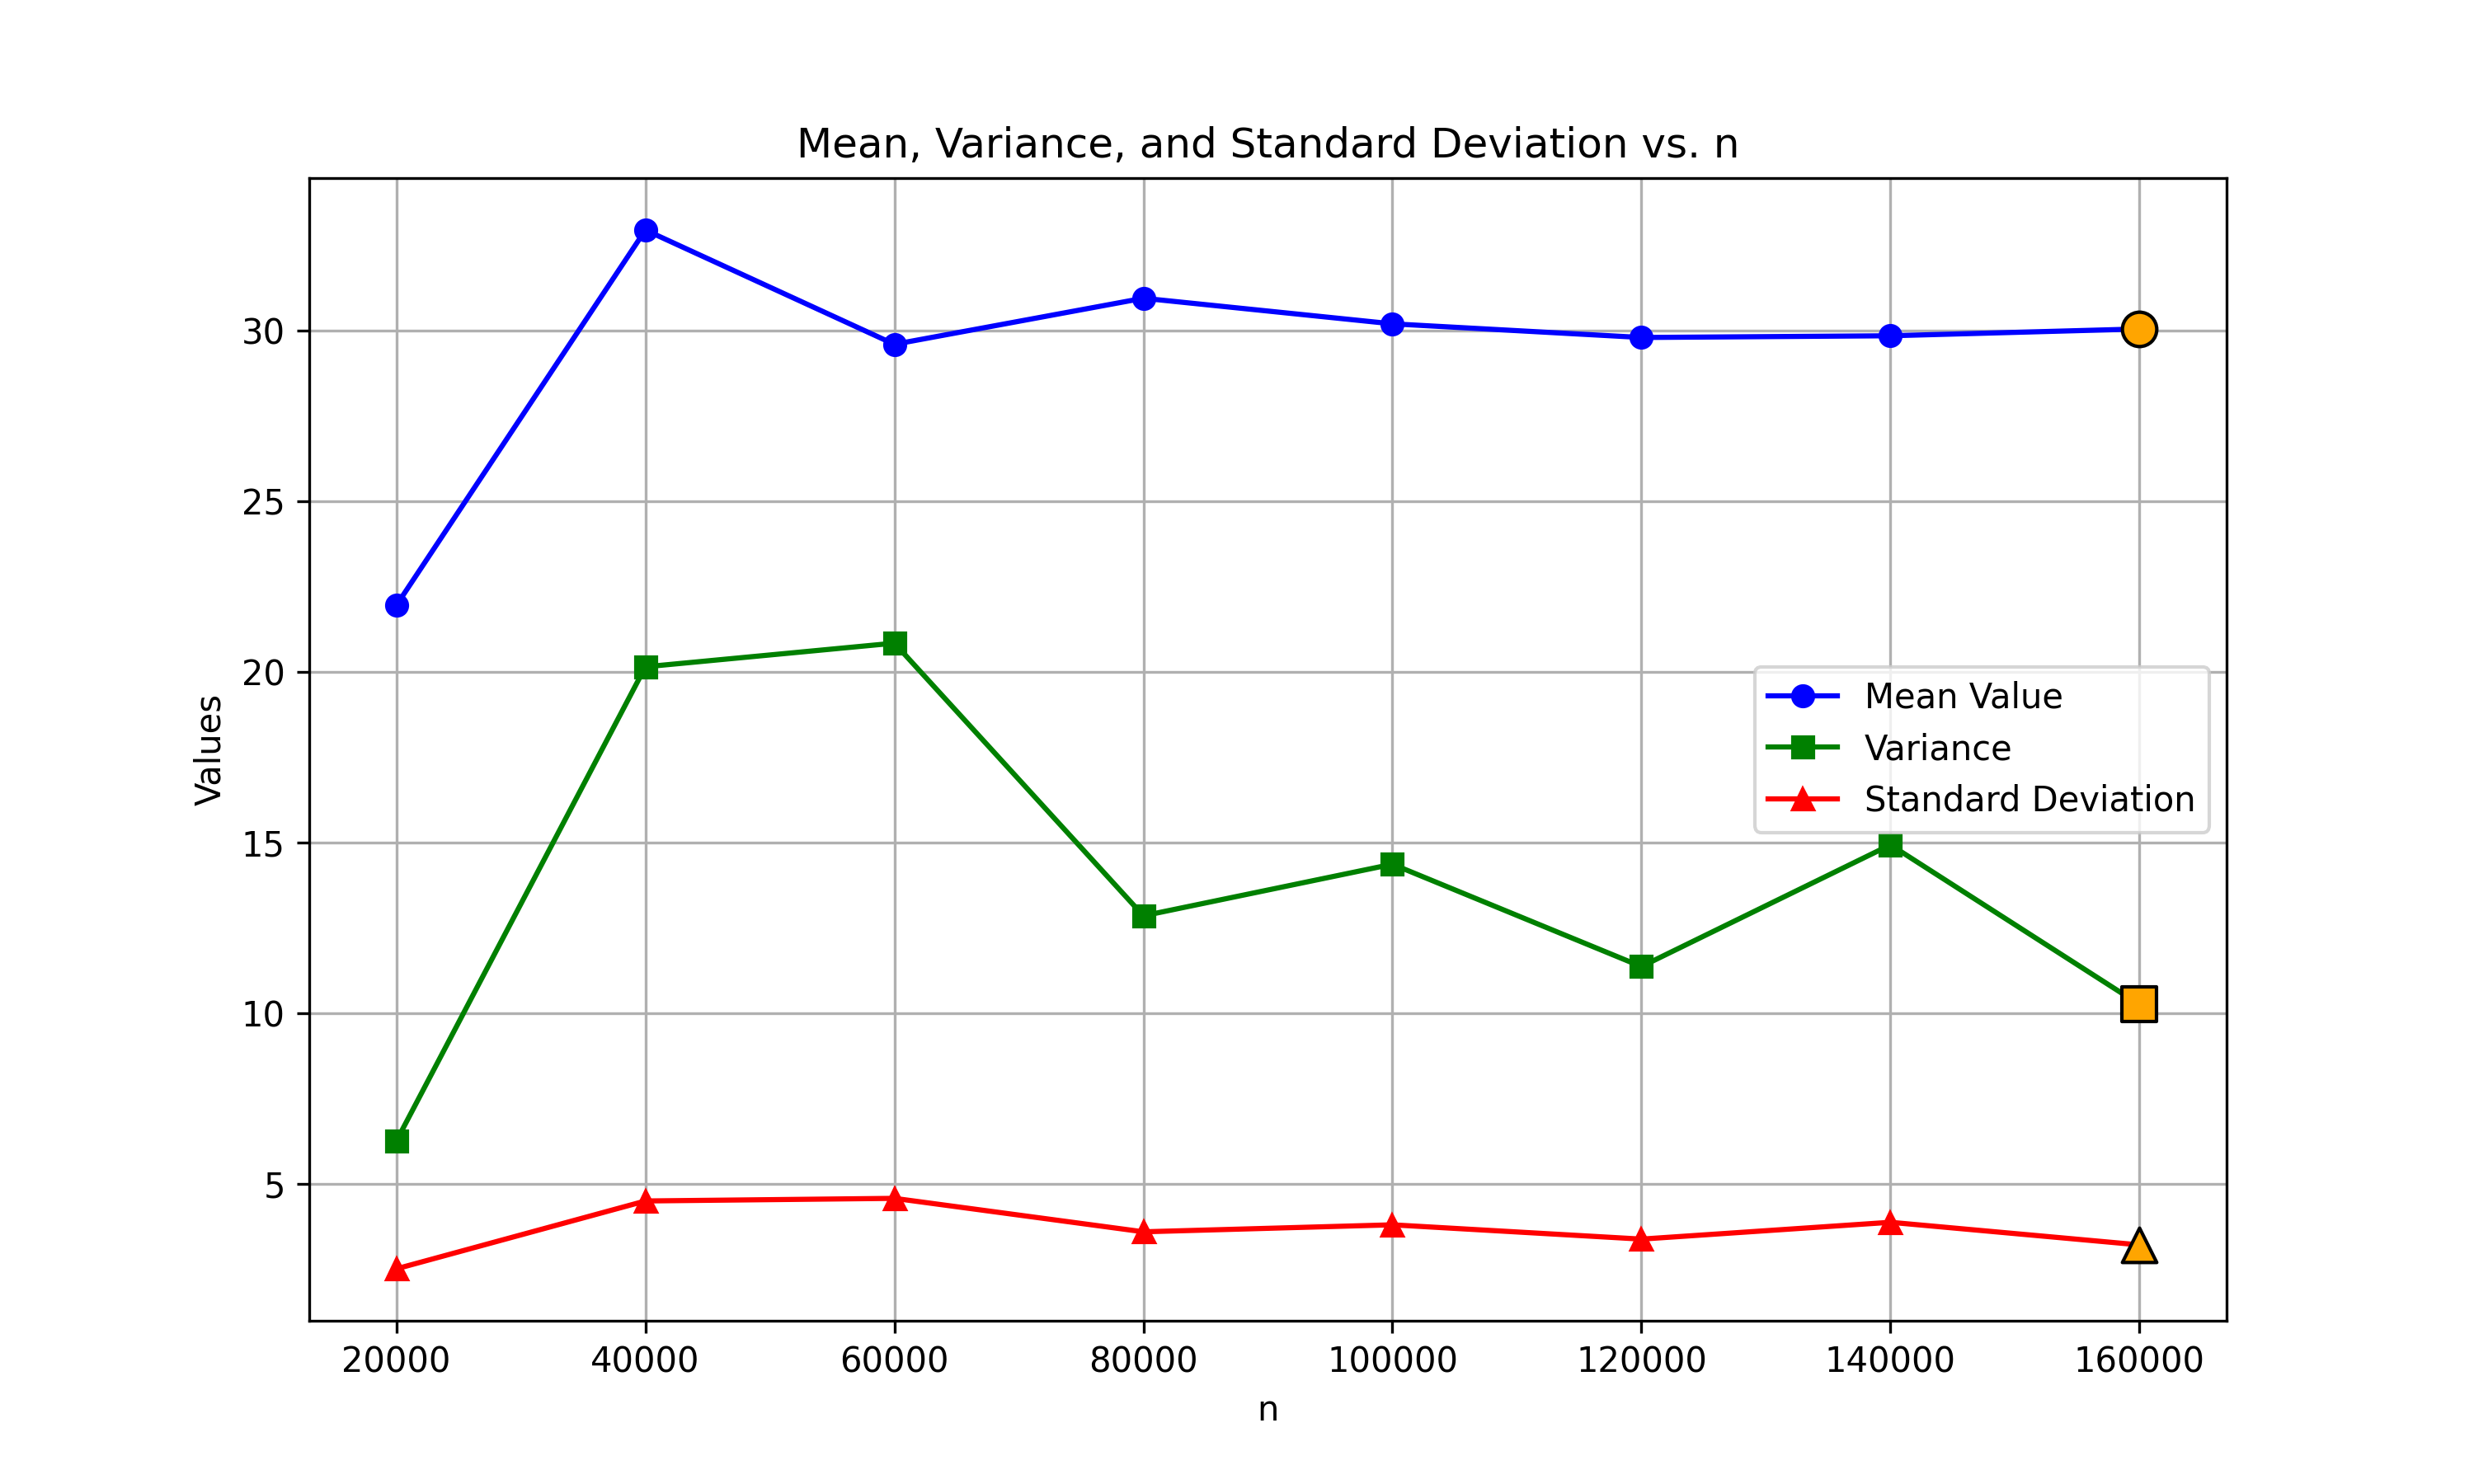 Mean, Variance, and Standard Deviation vs. n
Values
30
25
20
15
10
5
Mean Value
Variance
Standard Deviation
20000 40000 60000 80000 100000 120000 140000 160000
n